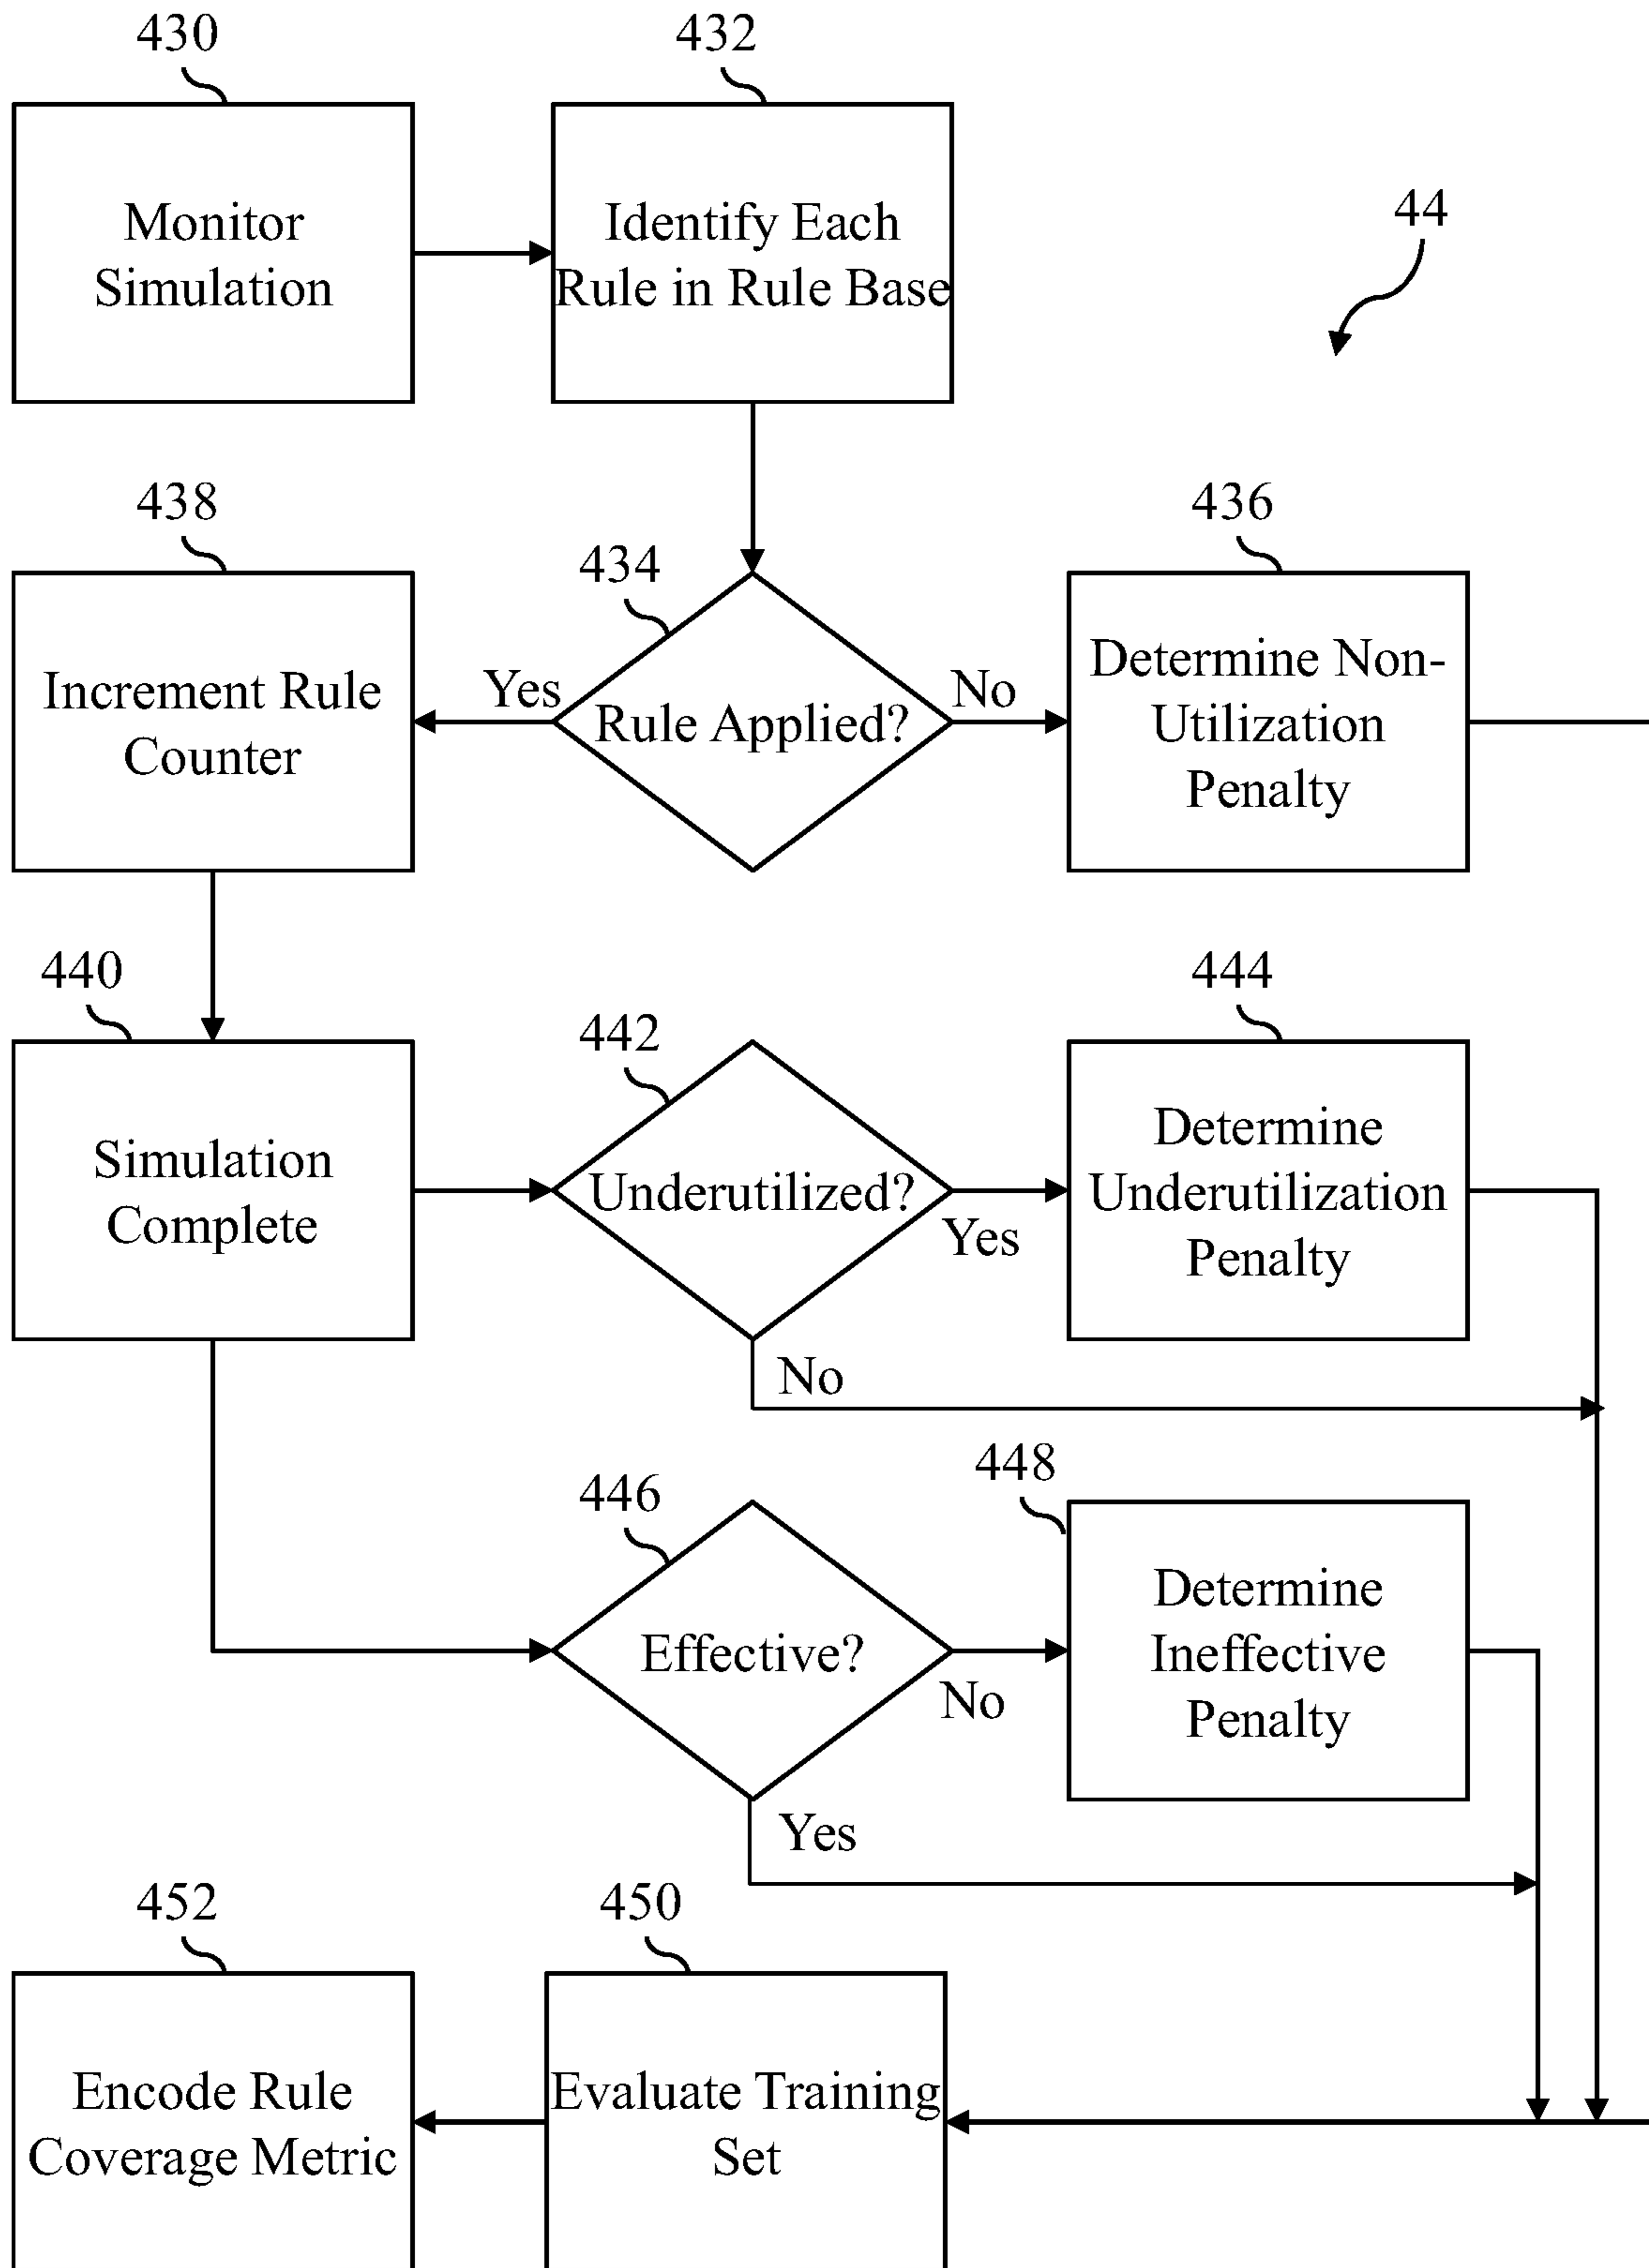 430
432
Monitor
Simulation
Identify Each
Rule in Rule Base
44
438
434
436
Increment Rule
Counter
Yes
Rule Applied?
No
Determine Non-
Utilization
Penalty
440
442
444
Simulation
Complete
Underutilized?
Yes
No
Determine
Underutilization
Penalty
446
448
Effective?
No
Yes
Determine
Ineffective
Penalty
452
450
Encode Rule
Coverage Metric
Evaluate Training
Set